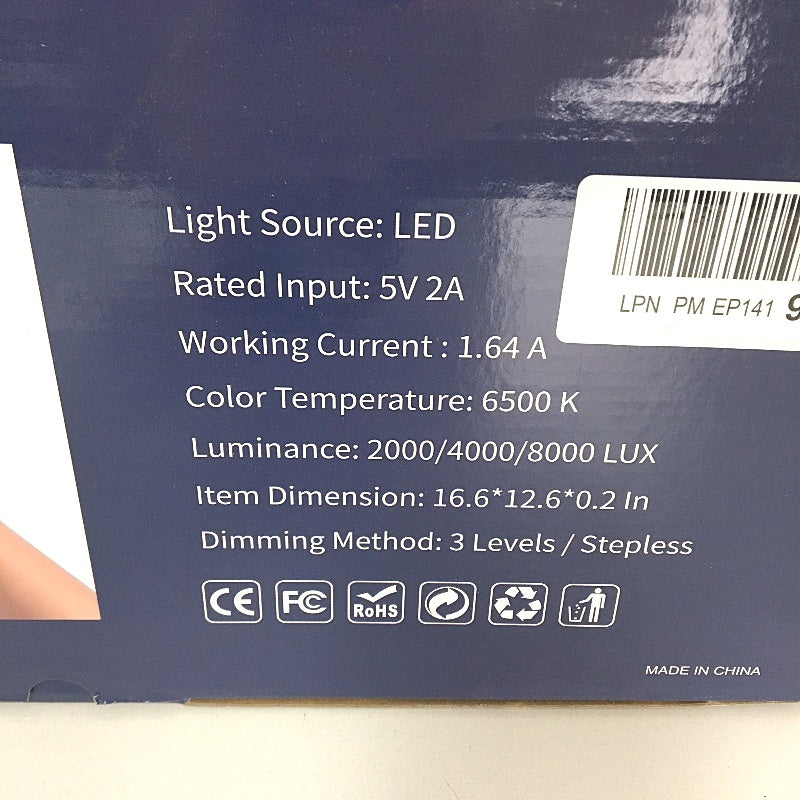 Light Source: LED
Rated Input: 5V 2A
Working Current : 1.64 A
Color Temperature: 6500 K
Luminance: 2000/4000/8000 LUX
Item Dimension: 16.6*12.6*0.2 In
Dimming Method: 3 Levels / Stepless
CE FC RoHS
MADE IN CHINA
LPN PM EP141 9